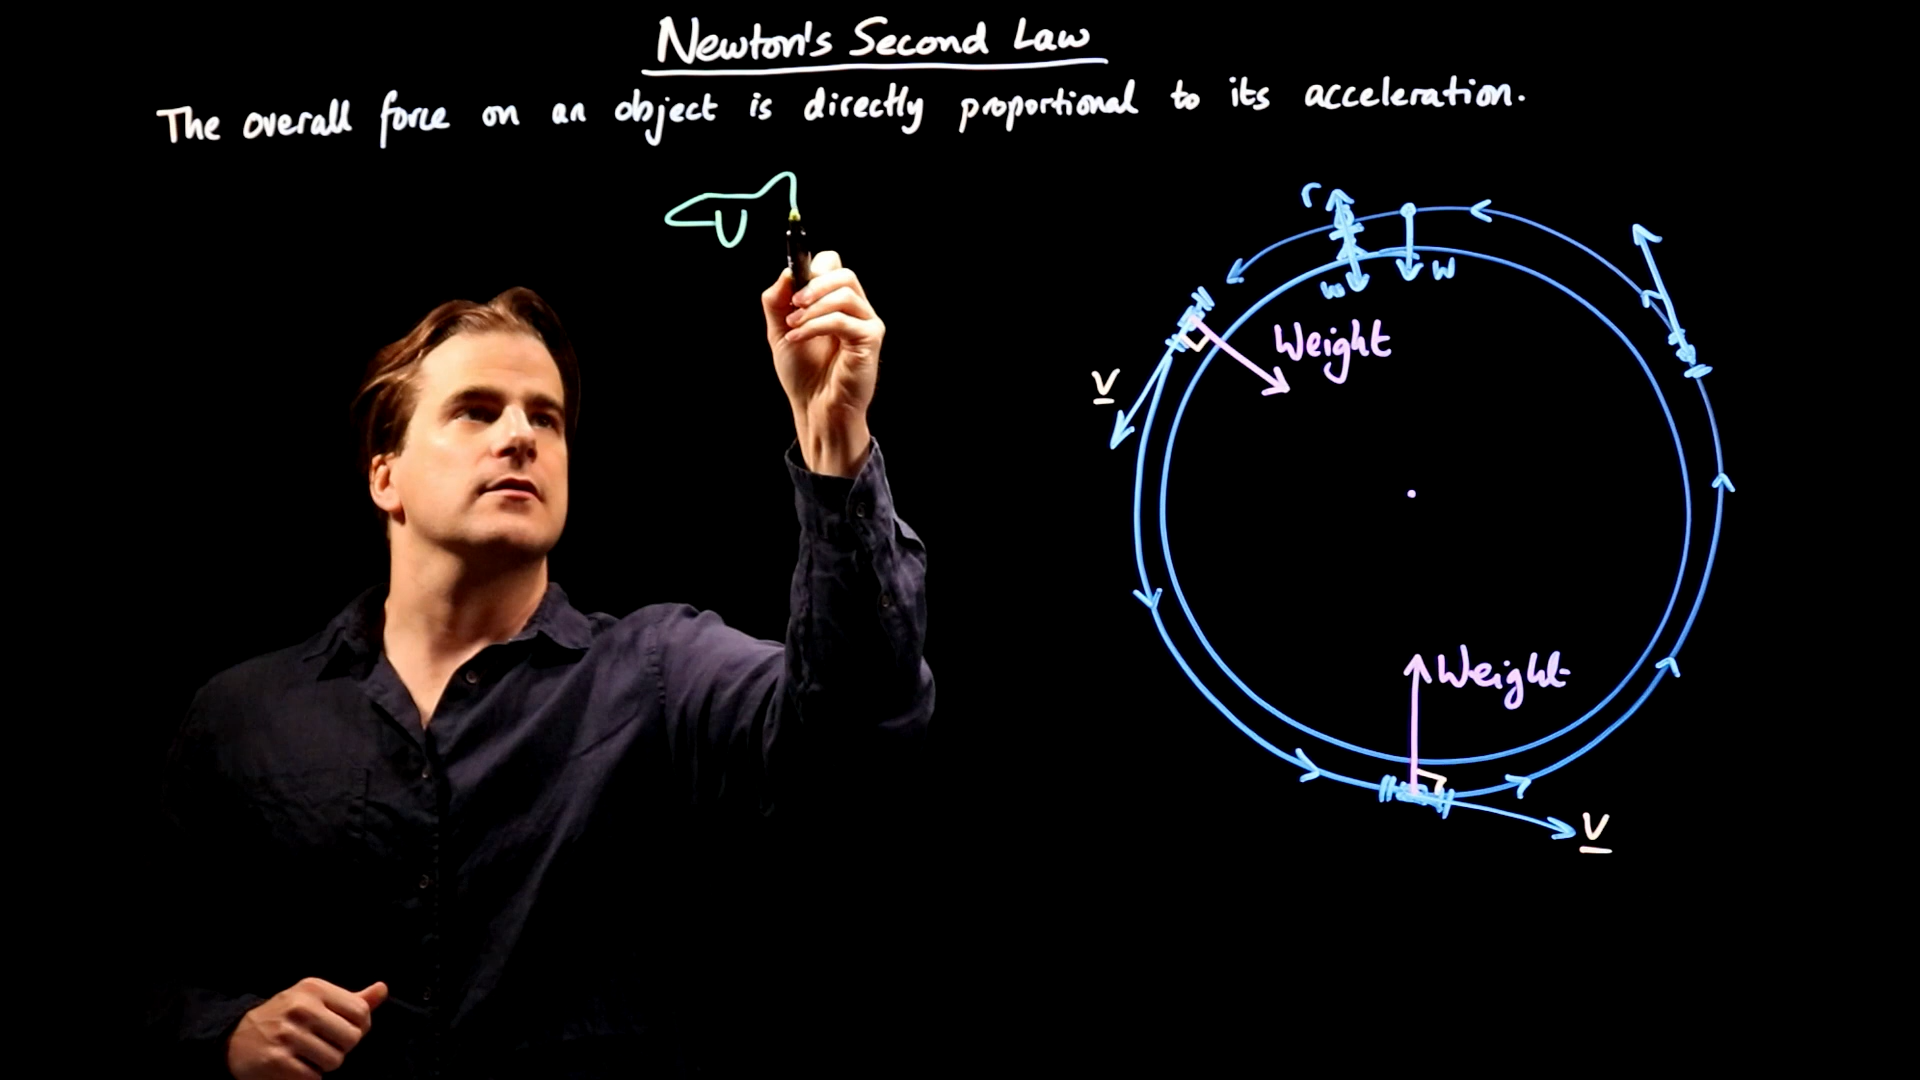 Newton's Second Law
The overall force on an object is directly proportional to its acceleration.
r
w
w
Weight
v
Weight
v